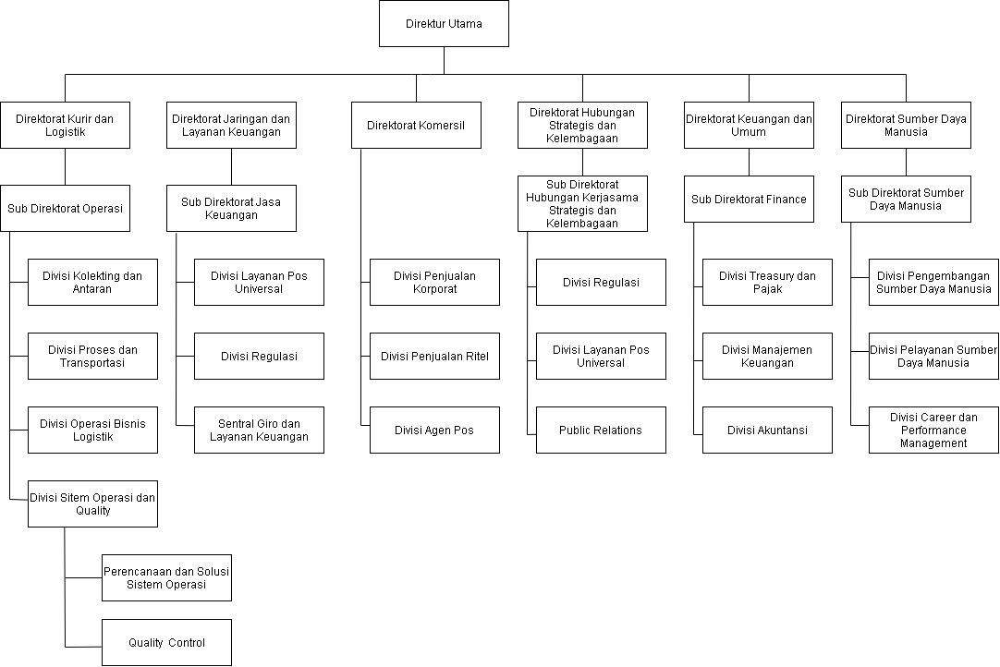 Direktur Utama
Direktorat Kurir dan
Logistik
Direktorat Jaringan dan
Layanan Keuangan
Direktorat Komersil
Direktorat Hubungan
Strategis dan
Kelembagaan
Direktorat Keuangan dan
Umum
Direktorat Sumber Daya
Manusia
Sub Direktorat Operasi
Sub Direktorat Jasa
Keuangan
Sub Direktorat
Hubungan Kerjasama
Strategis dan
Kelembagaan
Sub Direktorat Finance
Sub Direktorat Sumber
Daya Manusia
Divisi Kolekting dan
Antaran
Divisi Layanan Pos
Universal
Divisi Penjualan
Korporat
Divisi Regulasi
Divisi Treasury dan
Pajak
Divisi Pengembangan
Sumber Daya Manusia
Divisi Proses dan
Transportasi
Divisi Regulasi
Divisi Penjualan Ritel
Divisi Layanan Pos
Universal
Divisi Manajemen
Keuangan
Divisi Pelayanan Sumber
Daya Manusia
Divisi Operasi Bisnis
Logistik
Sentral Giro dan
Layanan Keuangan
Divisi Agen Pos
Public Relations
Divisi Akuntansi
Divisi Career dan
Performance
Management
Divisi Sitem Operasi dan
Quality
Perencanaan dan Solusi
Sistem Operasi
Quality Control